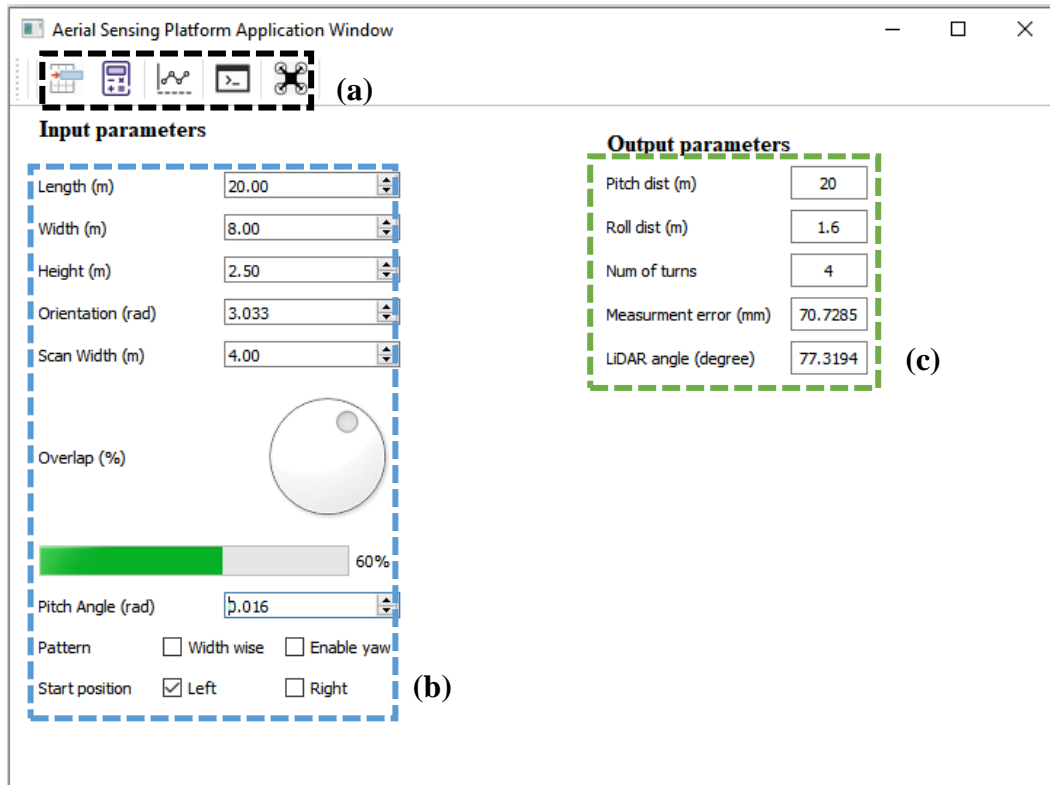 Aerial Sensing Platform Application Window
(a)
Input parameters
Length (m) 20.00
Width (m) 8.00
Height (m) 2.50
Orientation (rad) 3.033
Scan Width (m) 4.00
Overlap (%)
60%
Pitch Angle (rad) 0.016
Pattern Width wise Enable yaw
Start position Left Right
(b)
Output parameters
Pitch dist (m) 20
Roll dist (m) 1.6
Num of turns 4
Measurment error (mm) 70.7285
LiDAR angle (degree) 77.3194
(c)